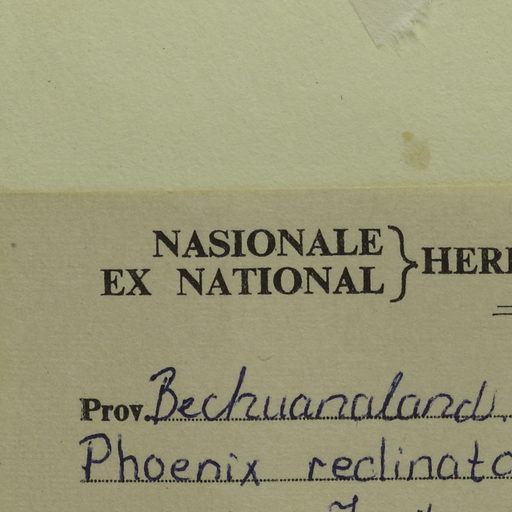 NASIONALE
EX NATIONAL } HER
Prov. Bechuanaland.
Phoenix reclinata